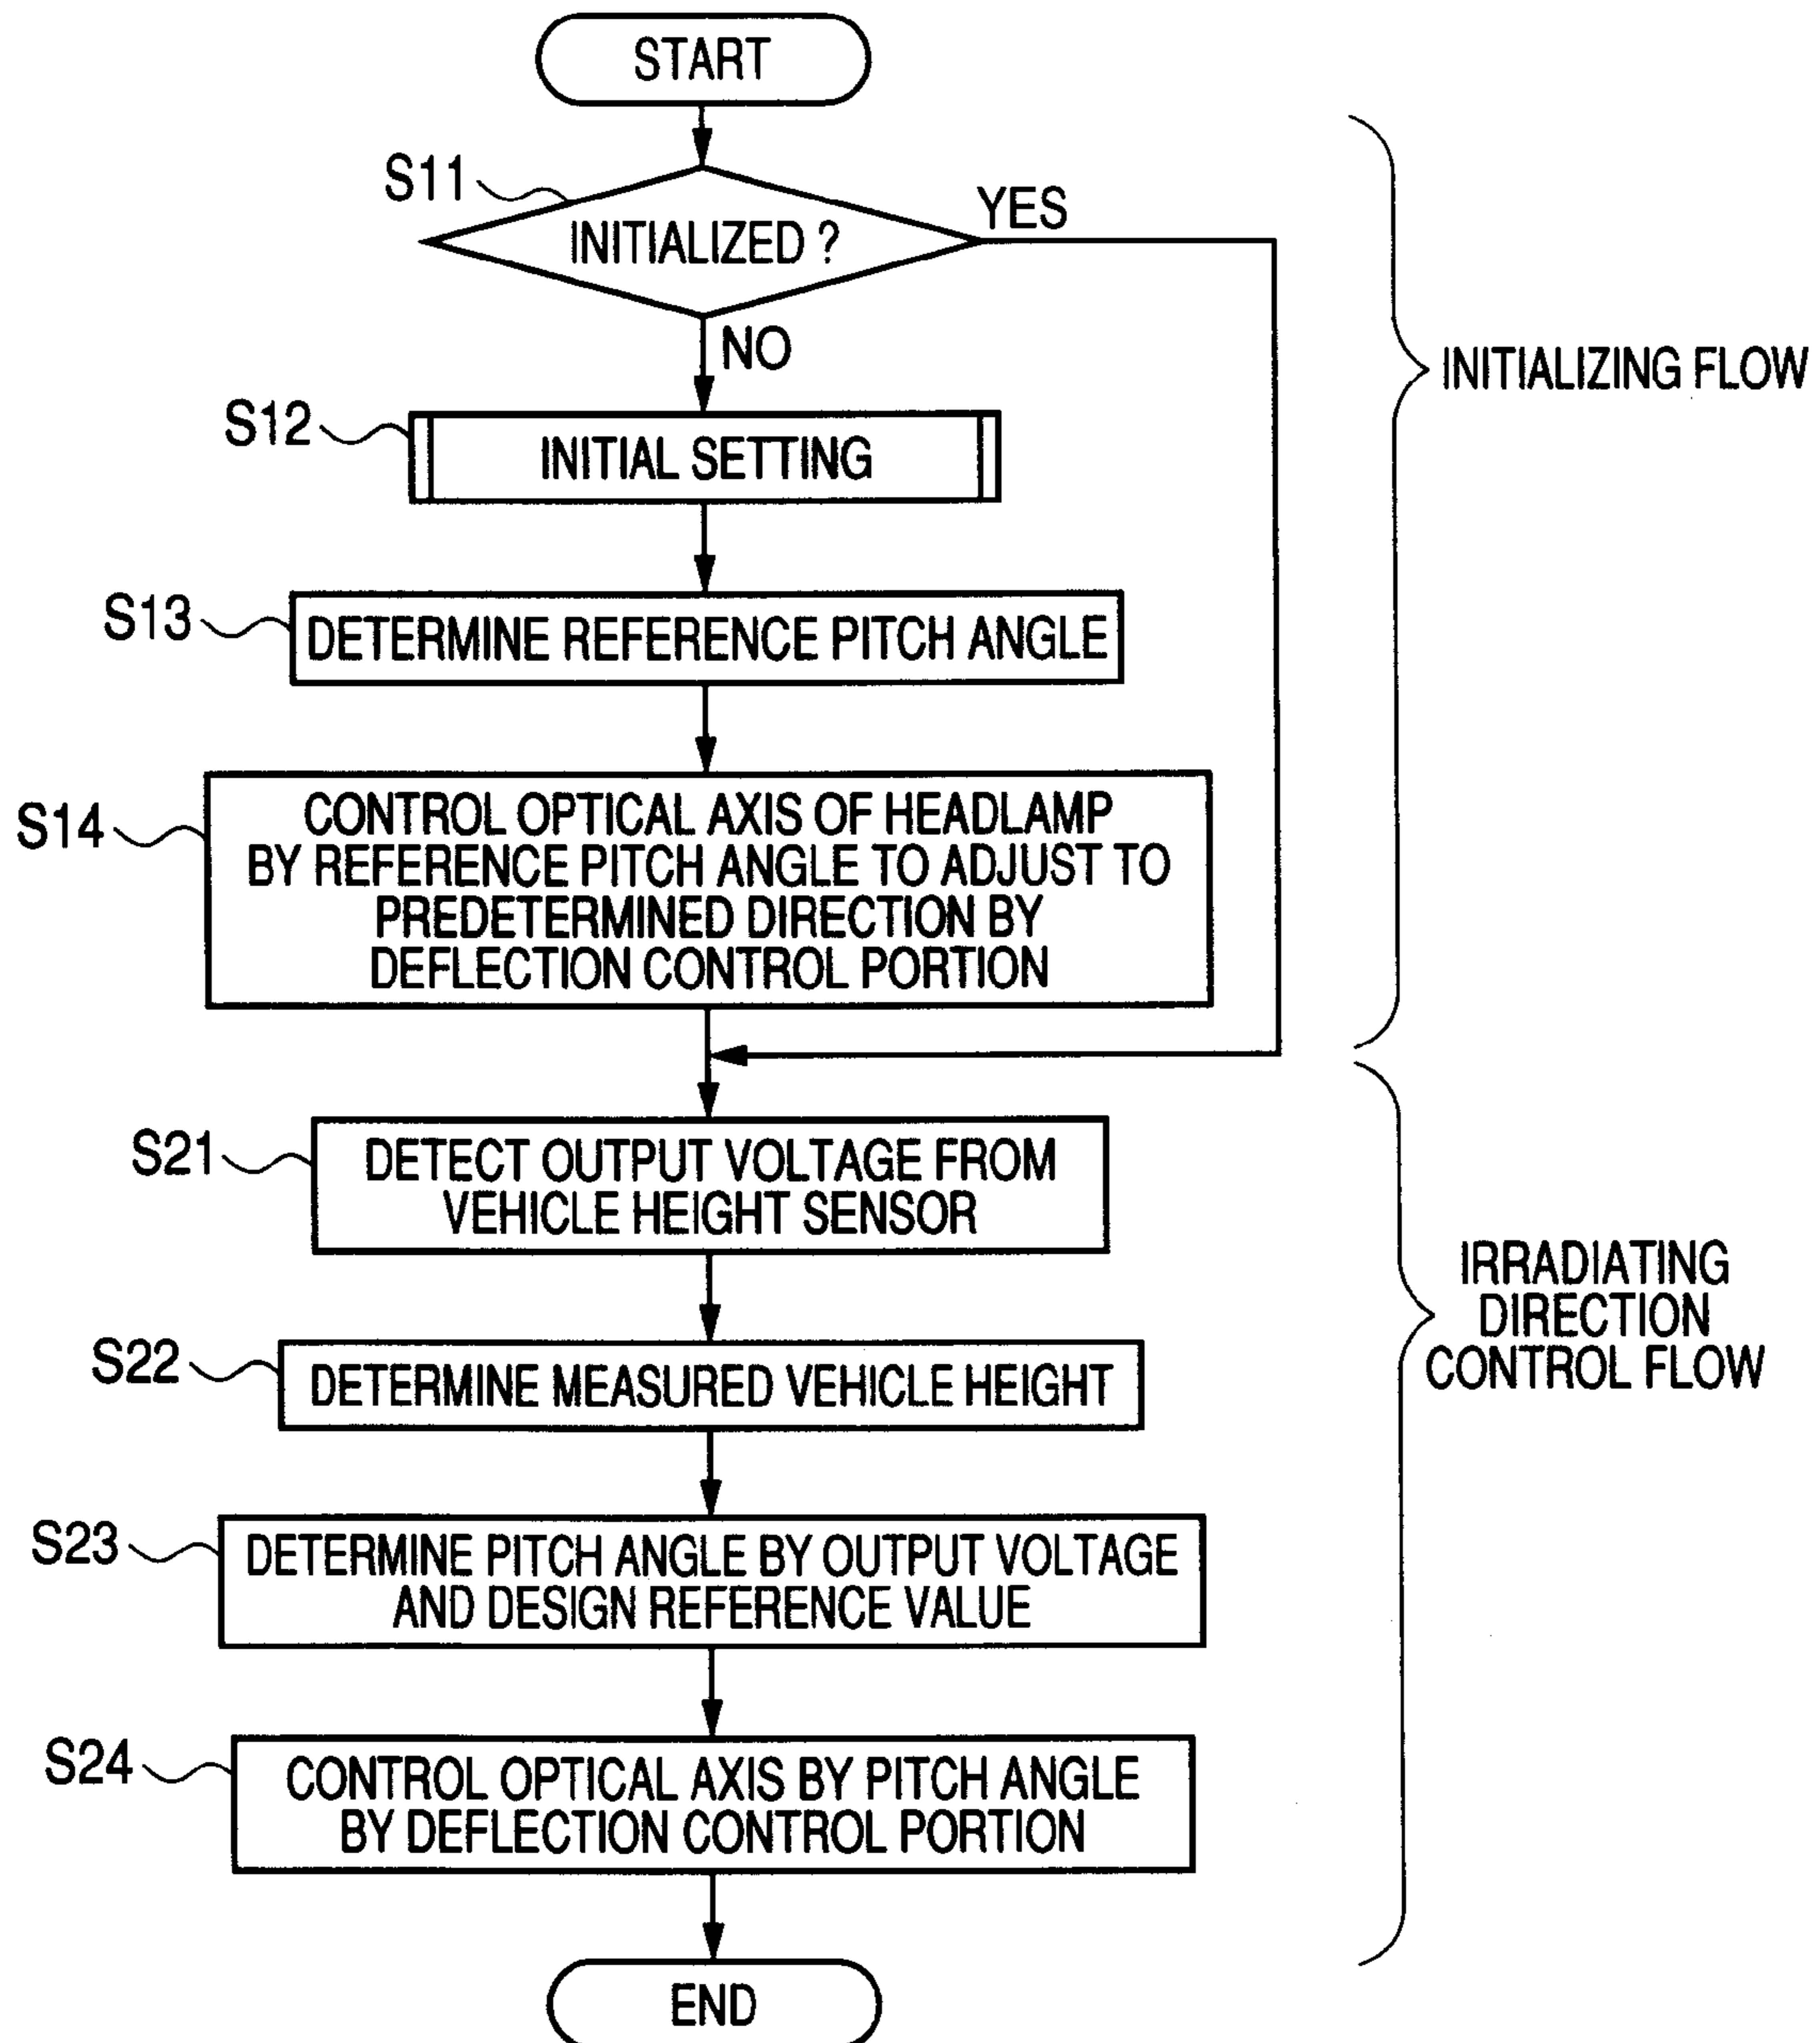 START
S11
INITIALIZED ?
YES
NO
INITIALIZING FLOW
S12
INITIAL SETTING
S13
DETERMINE REFERENCE PITCH ANGLE
S14
CONTROL OPTICAL AXIS OF HEADLAMP
BY REFERENCE PITCH ANGLE TO ADJUST TO
PREDETERMINED DIRECTION BY
DEFLECTION CONTROL PORTION
S21
DETECT OUTPUT VOLTAGE FROM
VEHICLE HEIGHT SENSOR
IRRADIATING
DIRECTION
CONTROL FLOW
S22
DETERMINE MEASURED VEHICLE HEIGHT
S23
DETERMINE PITCH ANGLE BY OUTPUT VOLTAGE
AND DESIGN REFERENCE VALUE
S24
CONTROL OPTICAL AXIS BY PITCH ANGLE
BY DEFLECTION CONTROL PORTION
END